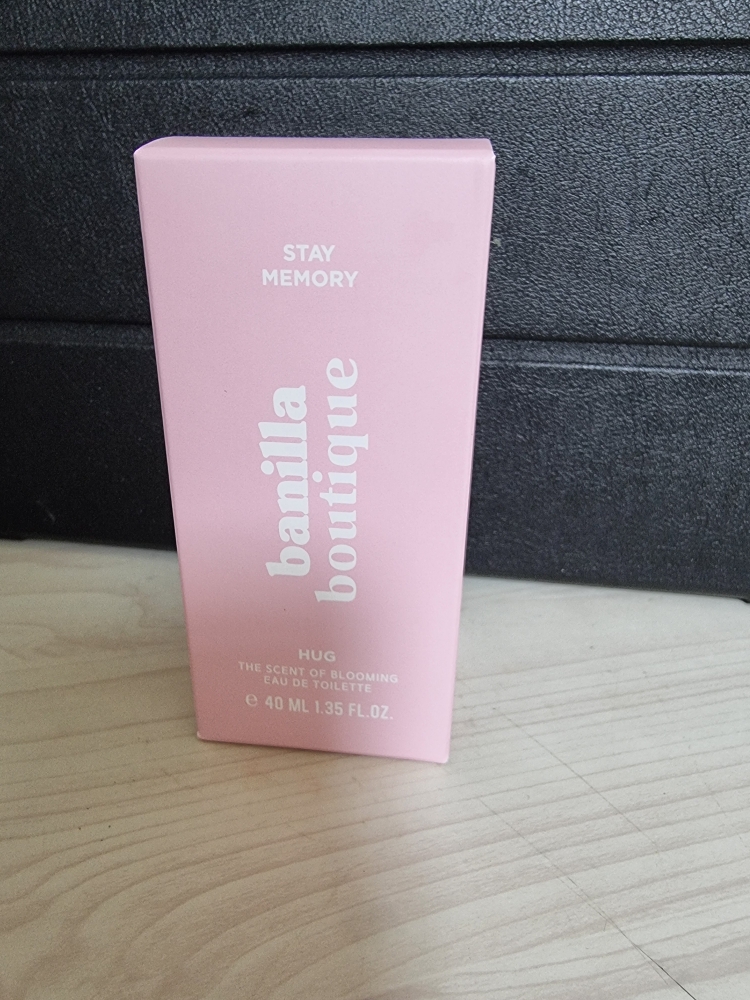 STAY
MEMORY
banilla
boutique
HUG
THE SCENT OF BLOOMING
EAU DE TOILETTE
℮ 40 ML 1.35 FL.OZ.